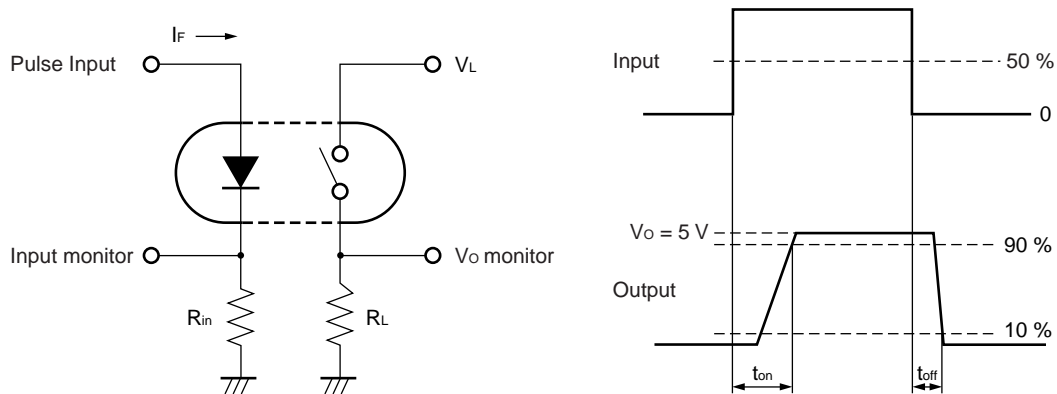 IF
Pulse Input
VL
Input monitor
VO monitor
Rin
RL
Input
50 %
0
VO = 5 V
90 %
Output
10 %
ton
toff